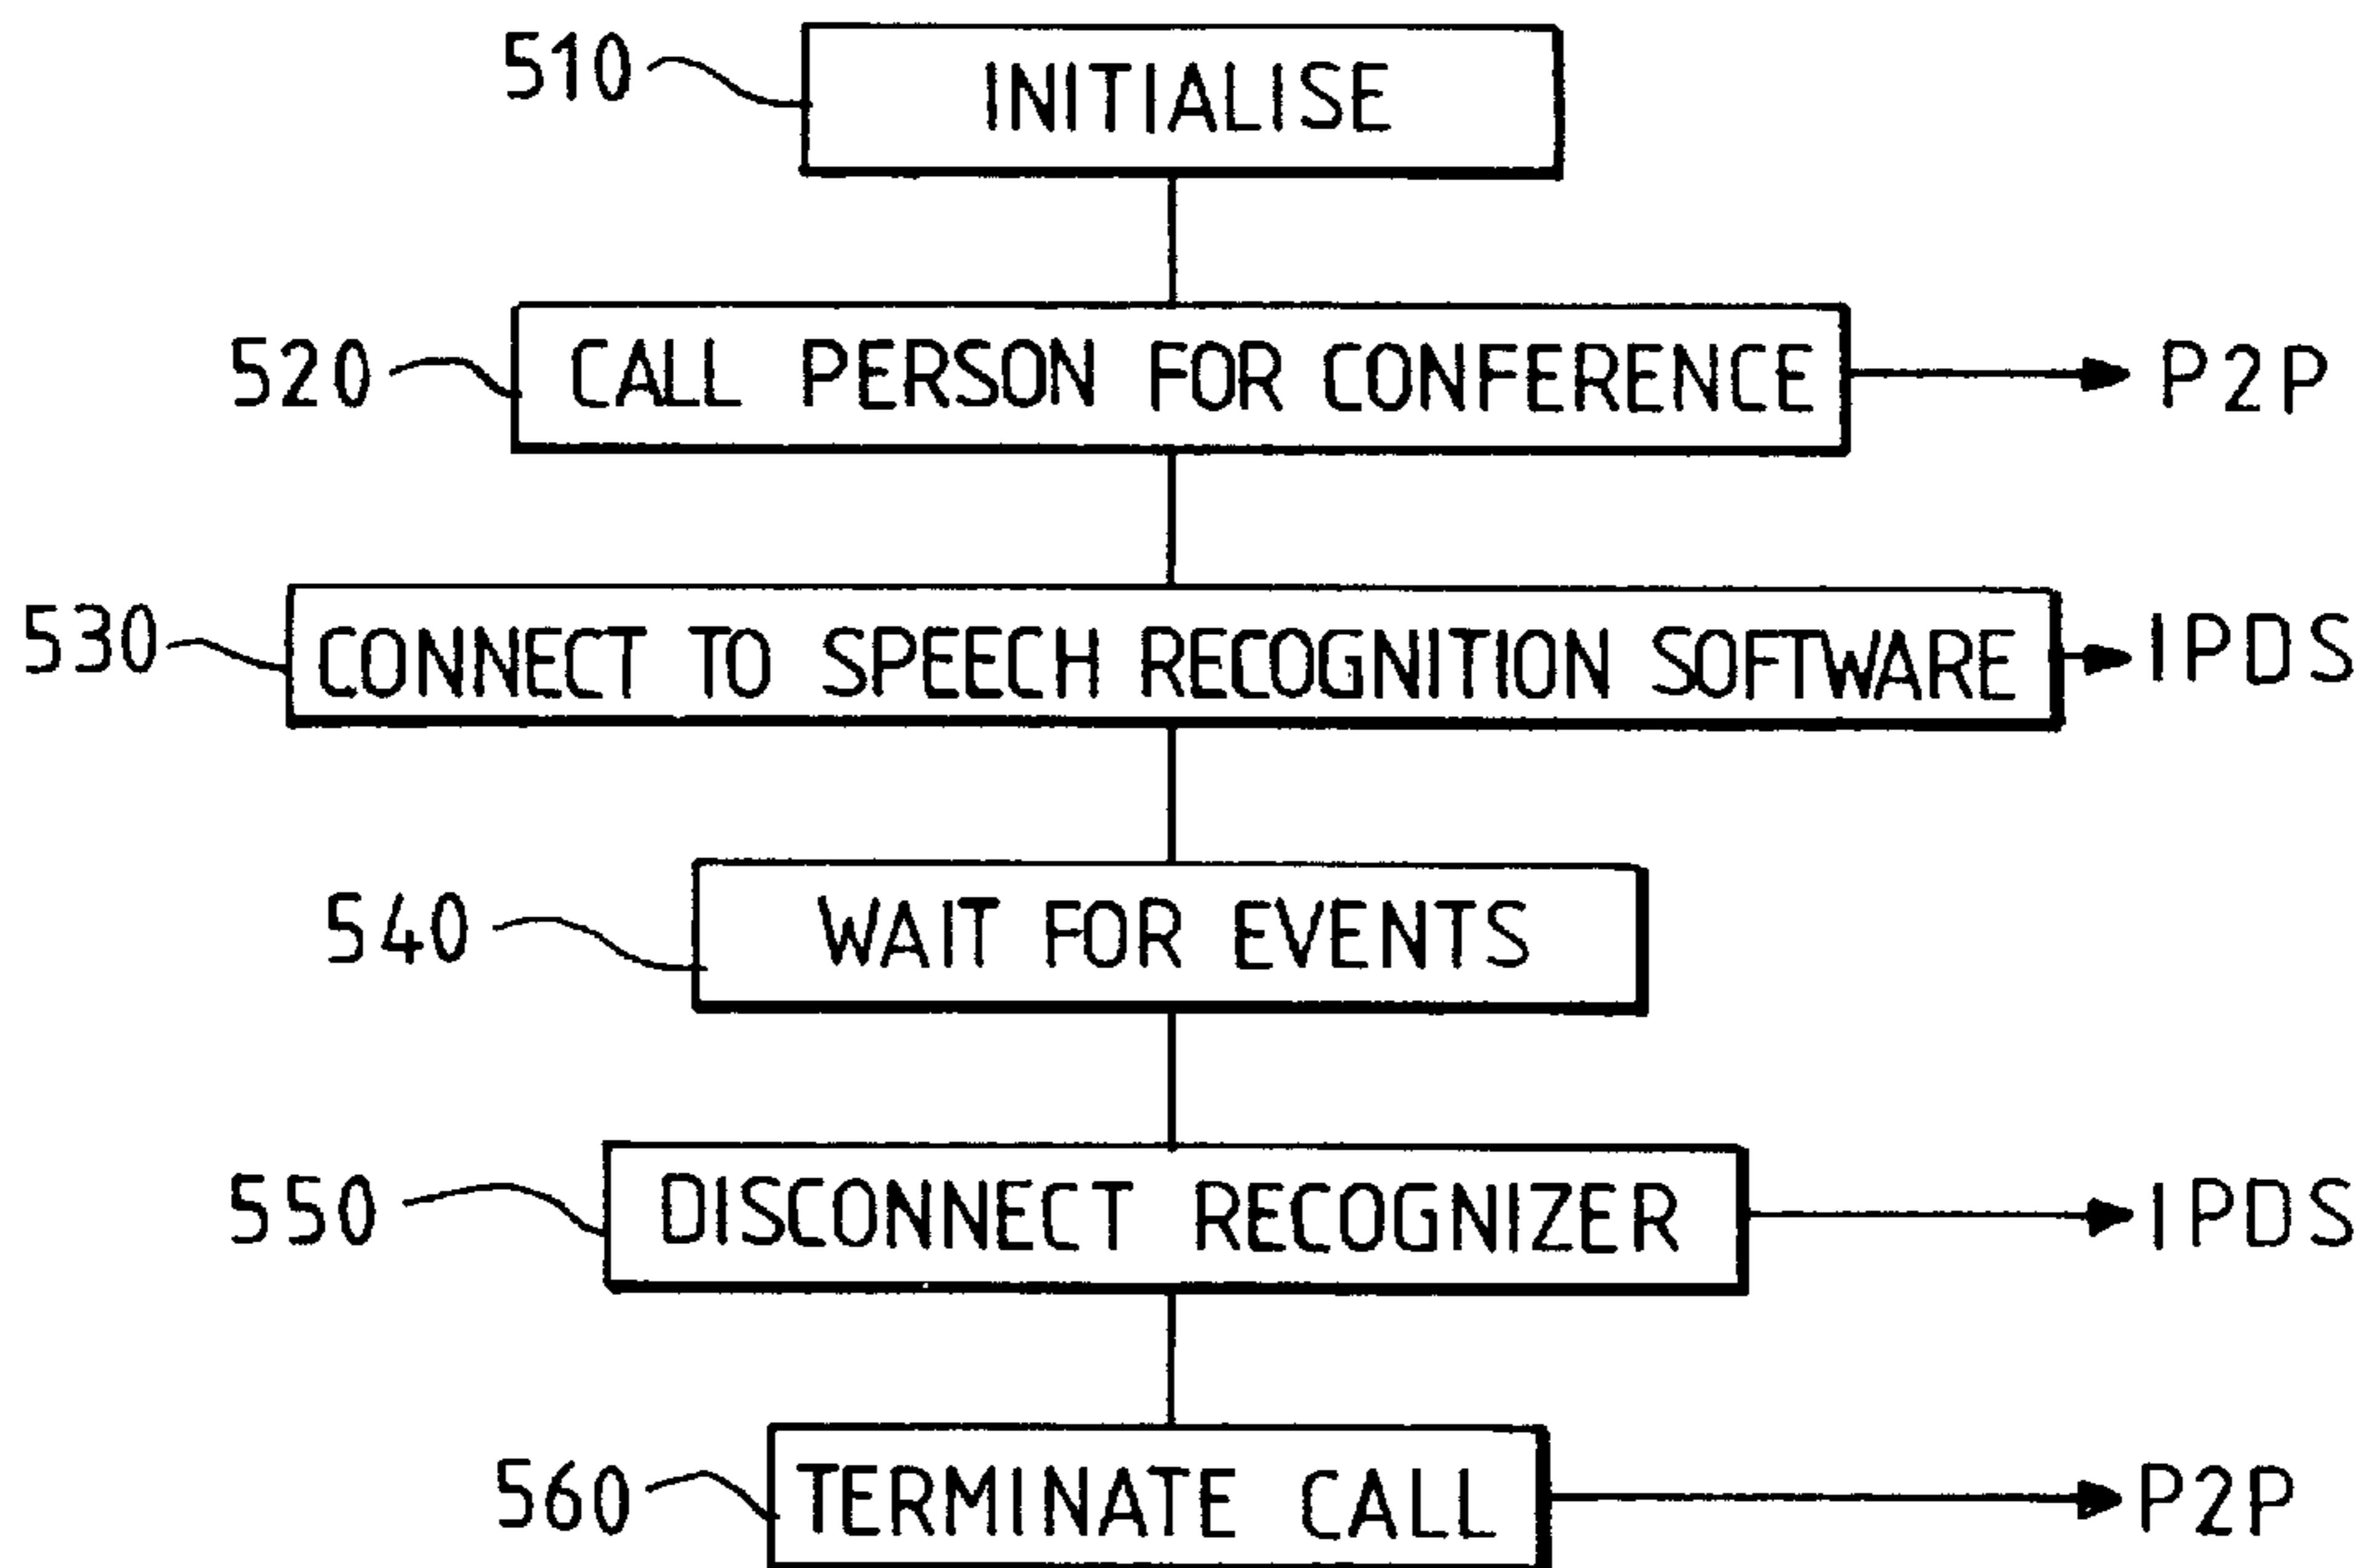 510 INITIALISE
520 CALL PERSON FOR CONFERENCE P2P
530 CONNECT TO SPEECH RECOGNITION SOFTWARE IPDS
540 WAIT FOR EVENTS
550 DISCONNECT RECOGNIZER IPDS
560 TERMINATE CALL P2P